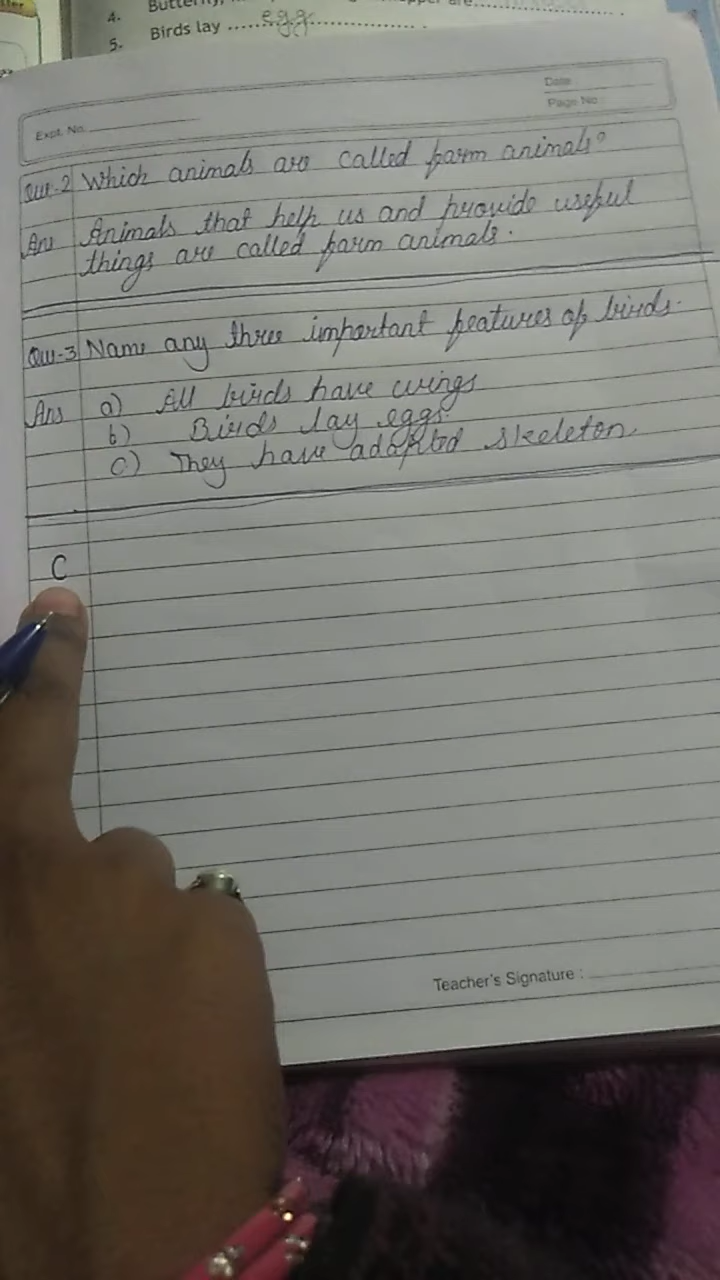 4. Butterfly,
5. Birds lay ....egg....
Expt. No.
Date
Page No
Que-2 Which animals are called farm animals?
Ans Animals that help us and provide useful
things are called farm animals.
Que-3 Name any three important features of birds.
Ans a) All birds have wings
b) Birds lay eggs.
c) They have adapted skeleton.
C
Teacher's Signature :